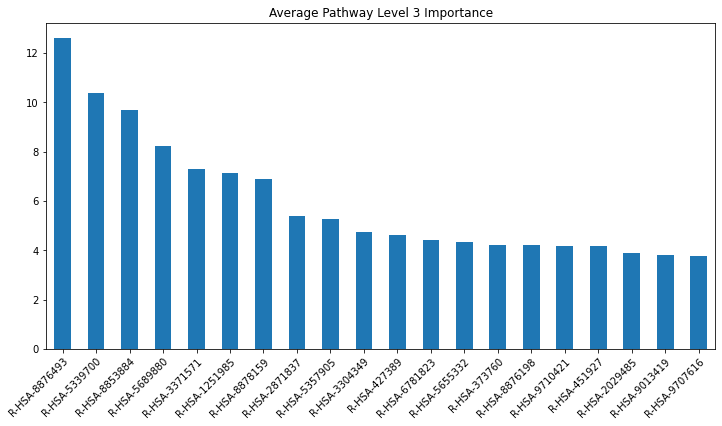 Average Pathway Level 3 Importance
12
10
8
6
4
2
0
R-HSA-8876493
R-HSA-5339700
R-HSA-8853884
R-HSA-5689880
R-HSA-3371571
R-HSA-1251985
R-HSA-8878159
R-HSA-2871837
R-HSA-5357905
R-HSA-3304349
R-HSA-427389
R-HSA-6781823
R-HSA-5655332
R-HSA-373760
R-HSA-8876198
R-HSA-9710421
R-HSA-451927
R-HSA-2029485
R-HSA-9013419
R-HSA-9707616